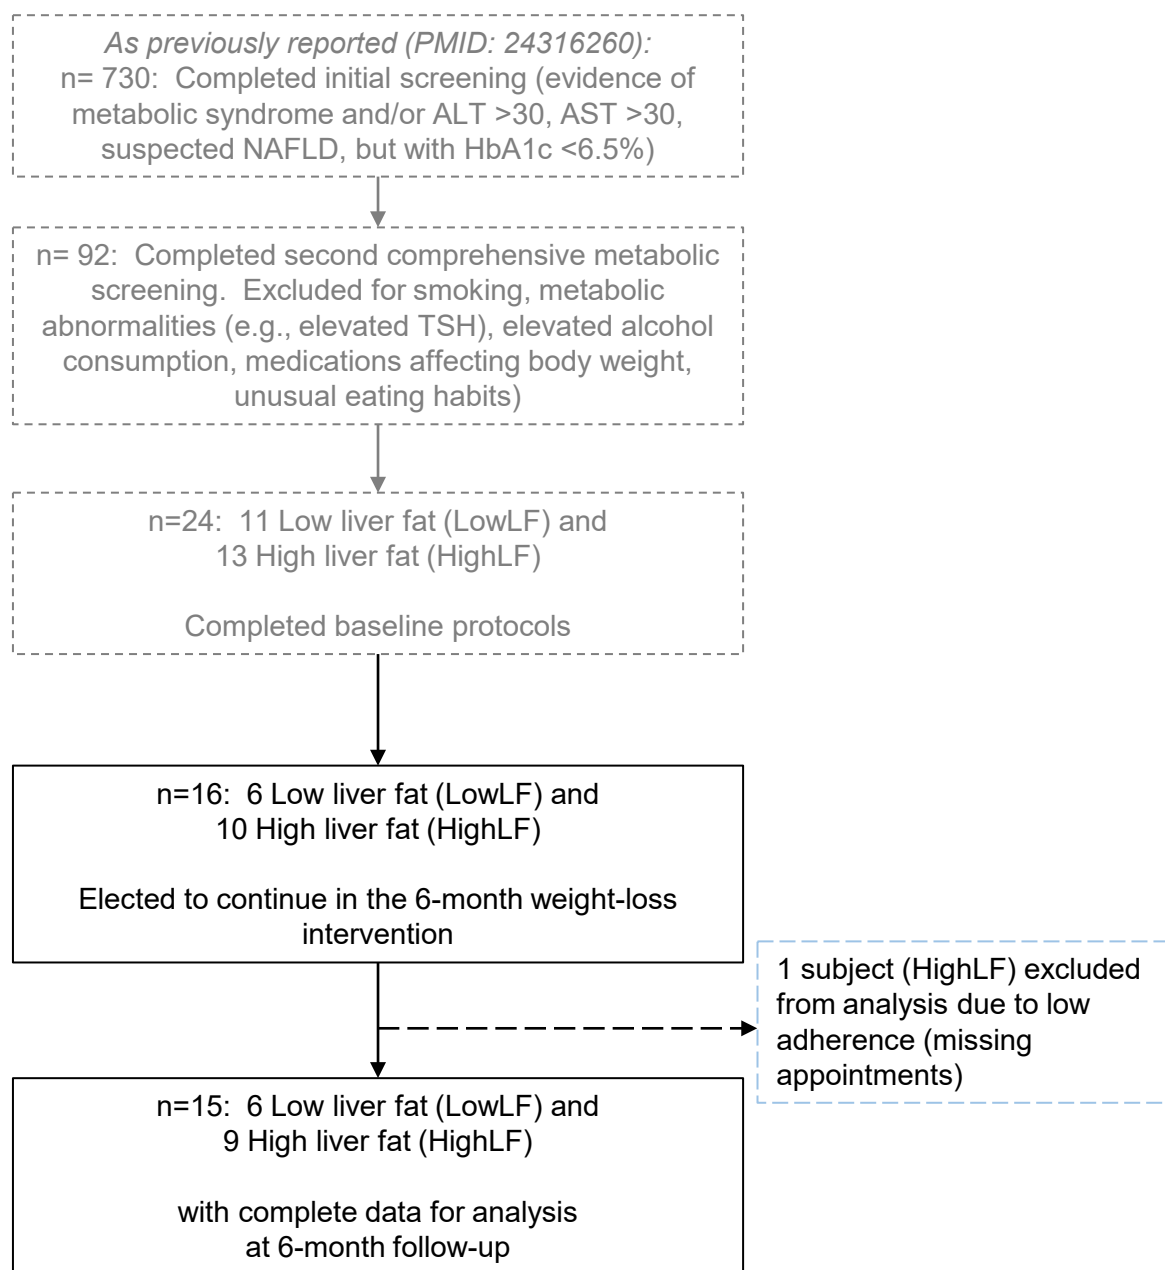 As previously reported (PMID: 24316260):
n= 730:  Completed initial screening (evidence of
metabolic syndrome and/or ALT >30, AST >30,
suspected NAFLD, but with HbA1c <6.5%)
n= 92:  Completed second comprehensive metabolic
screening.  Excluded for smoking, metabolic
abnormalities (e.g., elevated TSH), elevated alcohol
consumption, medications affecting body weight,
unusual eating habits)
n=24:  11 Low liver fat (LowLF) and
13 High liver fat (HighLF)
Completed baseline protocols
n=16:  6 Low liver fat (LowLF) and
10 High liver fat (HighLF)
Elected to continue in the 6-month weight-loss
intervention
1 subject (HighLF) excluded
from analysis due to low
adherence (missing
appointments)
n=15:  6 Low liver fat (LowLF) and
9 High liver fat (HighLF)
with complete data for analysis
at 6-month follow-up